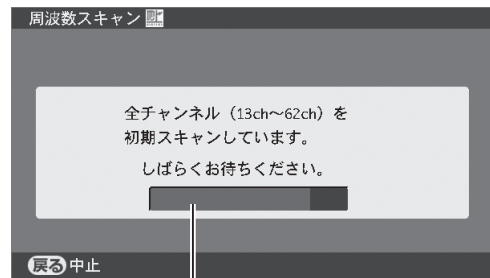 周波数スキャン
全チャンネル（13ch～62ch）を
初期スキャンしています。
しばらくお待ちください。
戻る 中止